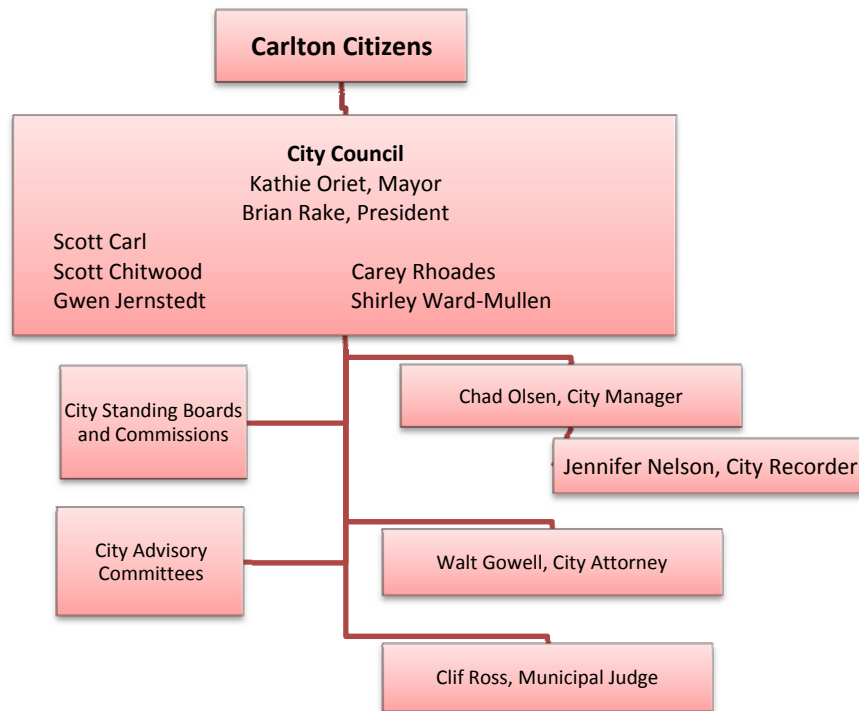 Carlton Citizens
City Council
Kathie Oriet, Mayor
Brian Rake, President
Scott Carl
Scott Chitwood Carey Rhoades
Gwen Jernstedt Shirley Ward-Mullen
City Standing Boards
and Commissions
Chad Olsen, City Manager
Jennifer Nelson, City Recorder
City Advisory
Committees
Walt Gowell, City Attorney
Clif Ross, Municipal Judge